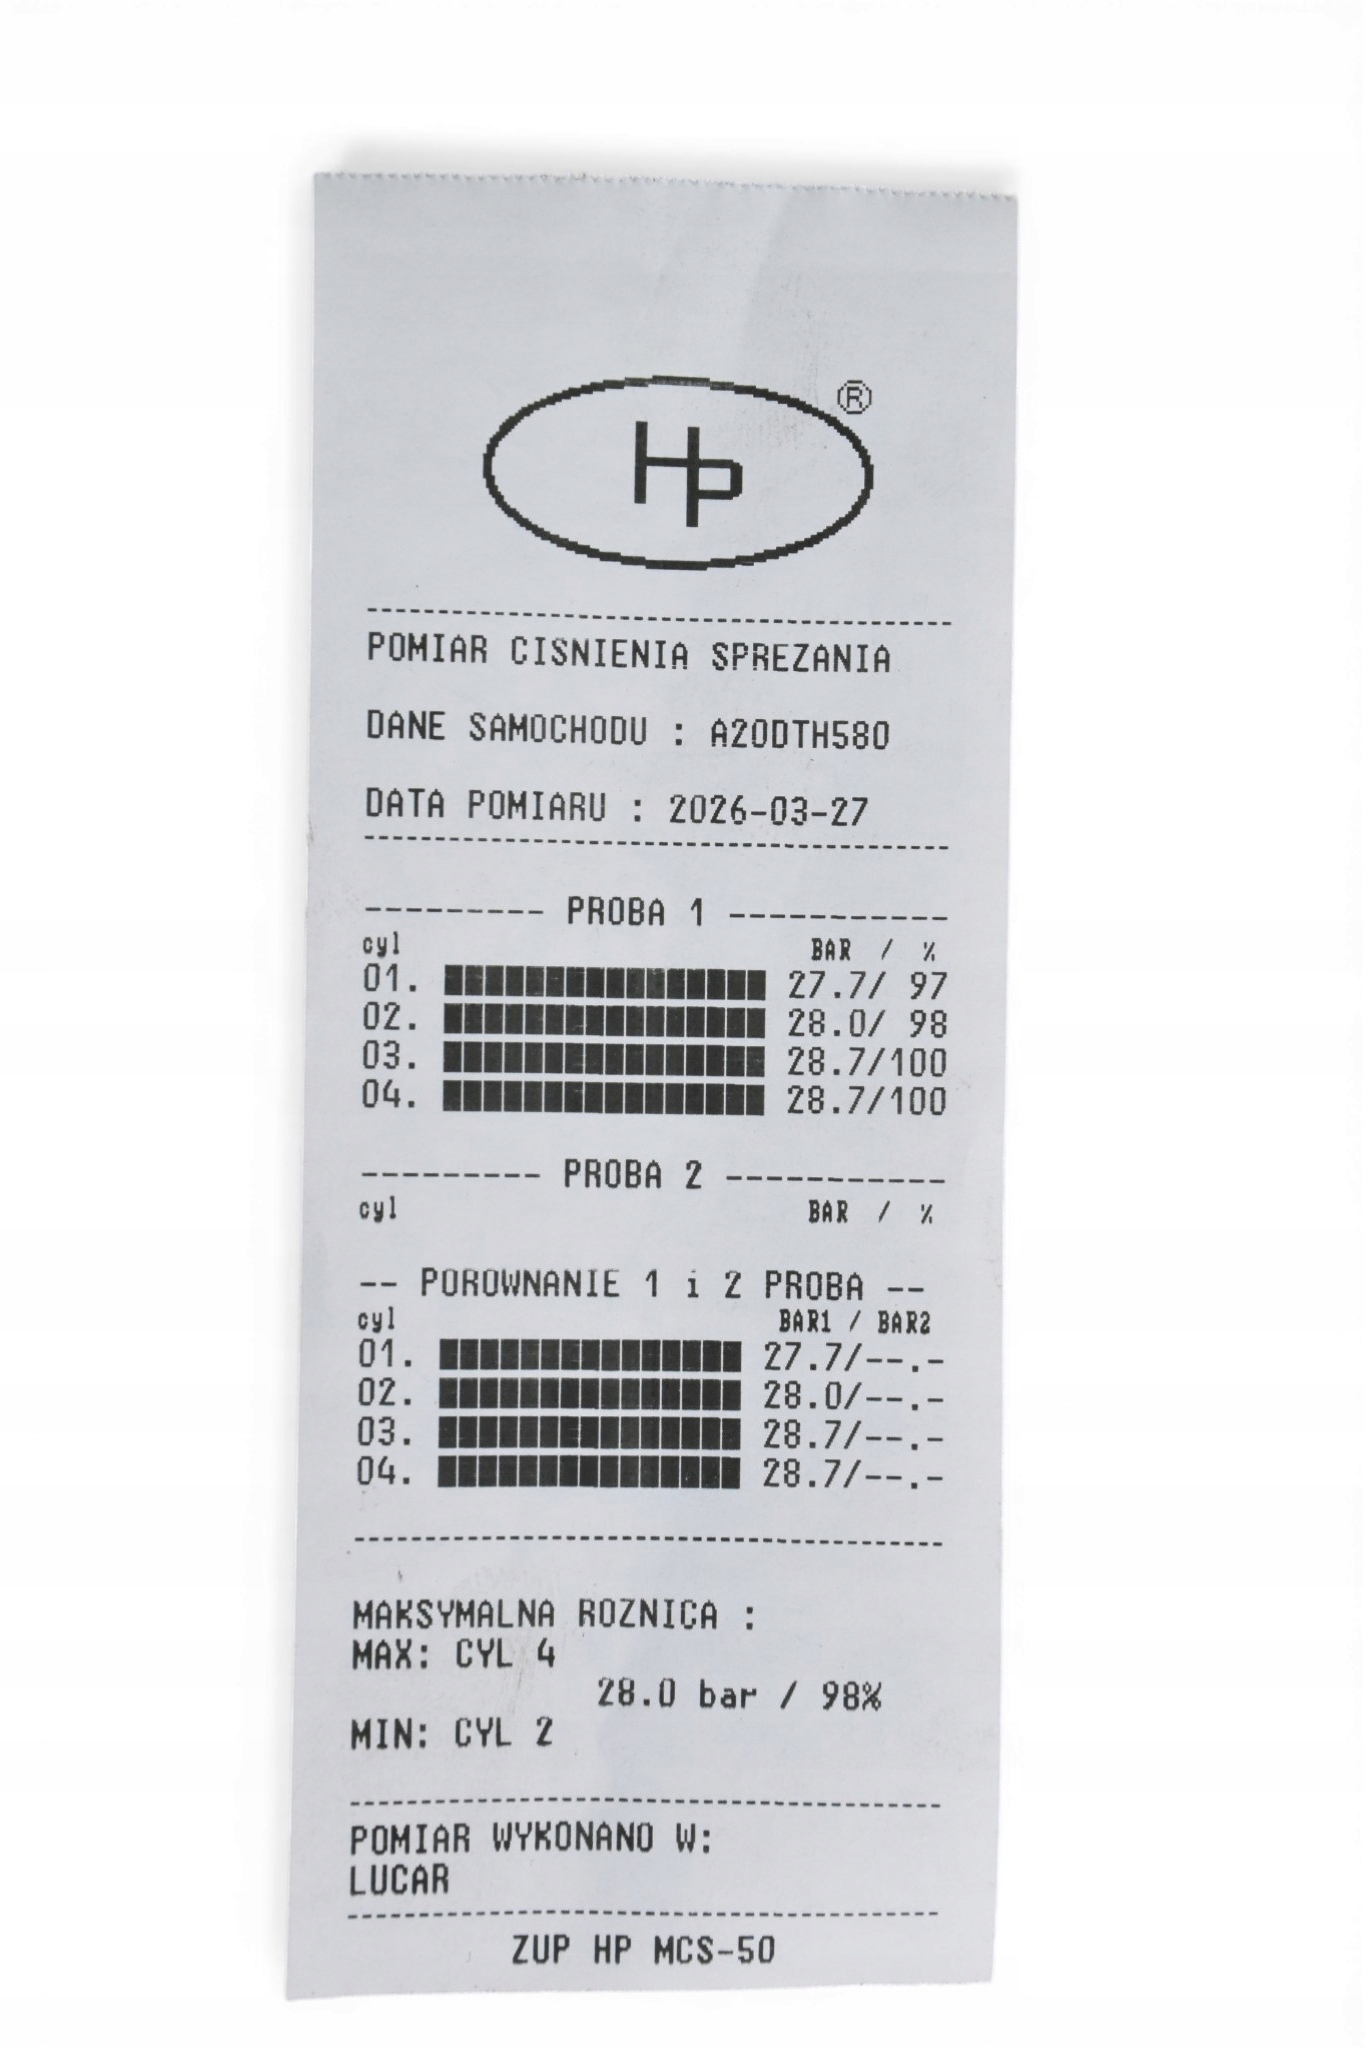 HP ®
POMIAR CISNIENIA SPREZANIA
DANE SAMOCHODU : A20DTH580
DATA POMIARU : 2026-03-27
--------- PROBA 1 -----------
cyl BAR / %
01. 27.7/ 97
02. 28.0/ 98
03. 28.7/100
04. 28.7/100
--------- PROBA 2 -----------
cyl BAR / %
-- POROWNANIE 1 i 2 PROBA --
cyl BAR1 / BAR2
01. 27.7/--.-
02. 28.0/--.-
03. 28.7/--.-
04. 28.7/--.-
MAKSYMALNA ROZNICA :
MAX: CYL 4
28.0 bar / 98%
MIN: CYL 2
POMIAR WYKONANO W:
LUCAR
ZUP HP MCS-50